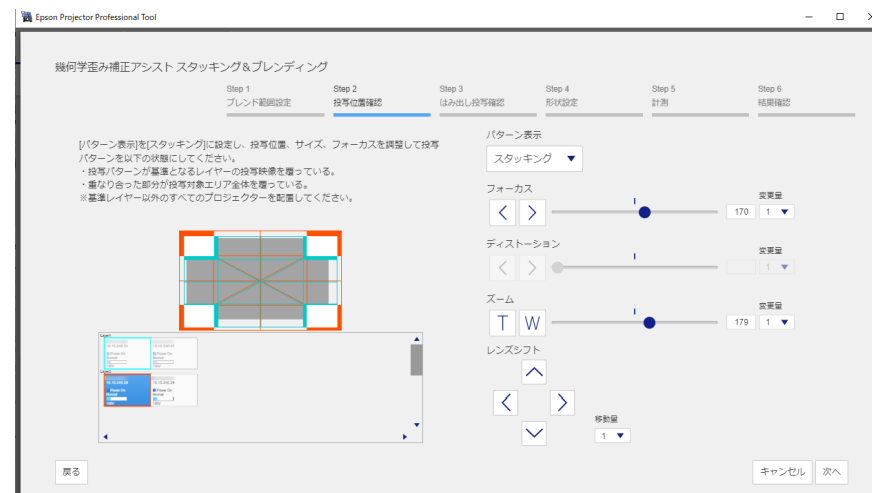 Epson Projector Professional Tool
幾何学歪み補正アシスト スタッキング＆ブレンディング
Step 1
ブレンド範囲設定
Step 2
投写位置確認
Step 3
はみ出し投写確認
Step 4
形状設定
Step 5
計測
Step 6
結果確認
[パターン表示]を[スタッキング]に設定し、投写位置、サイズ、フォーカスを調整して投写
パターンを以下の状態にしてください。
・投写パターンが基準となるレイヤーの投写映像を覆っている。
・重なり合った部分が投写対象エリア全体を覆っている。
※基準レイヤー以外のすべてのプロジェクターを配置してください。
Power On
Normal
Power On
Normal
Power On
Normal
Power On
Normal
パターン表示
スタッキング
フォーカス
変更量
170
1
ディストーション
変更量
1
ズーム
変更量
T
W
179
1
レンズシフト
移動量
1
戻る
キャンセル
次へ